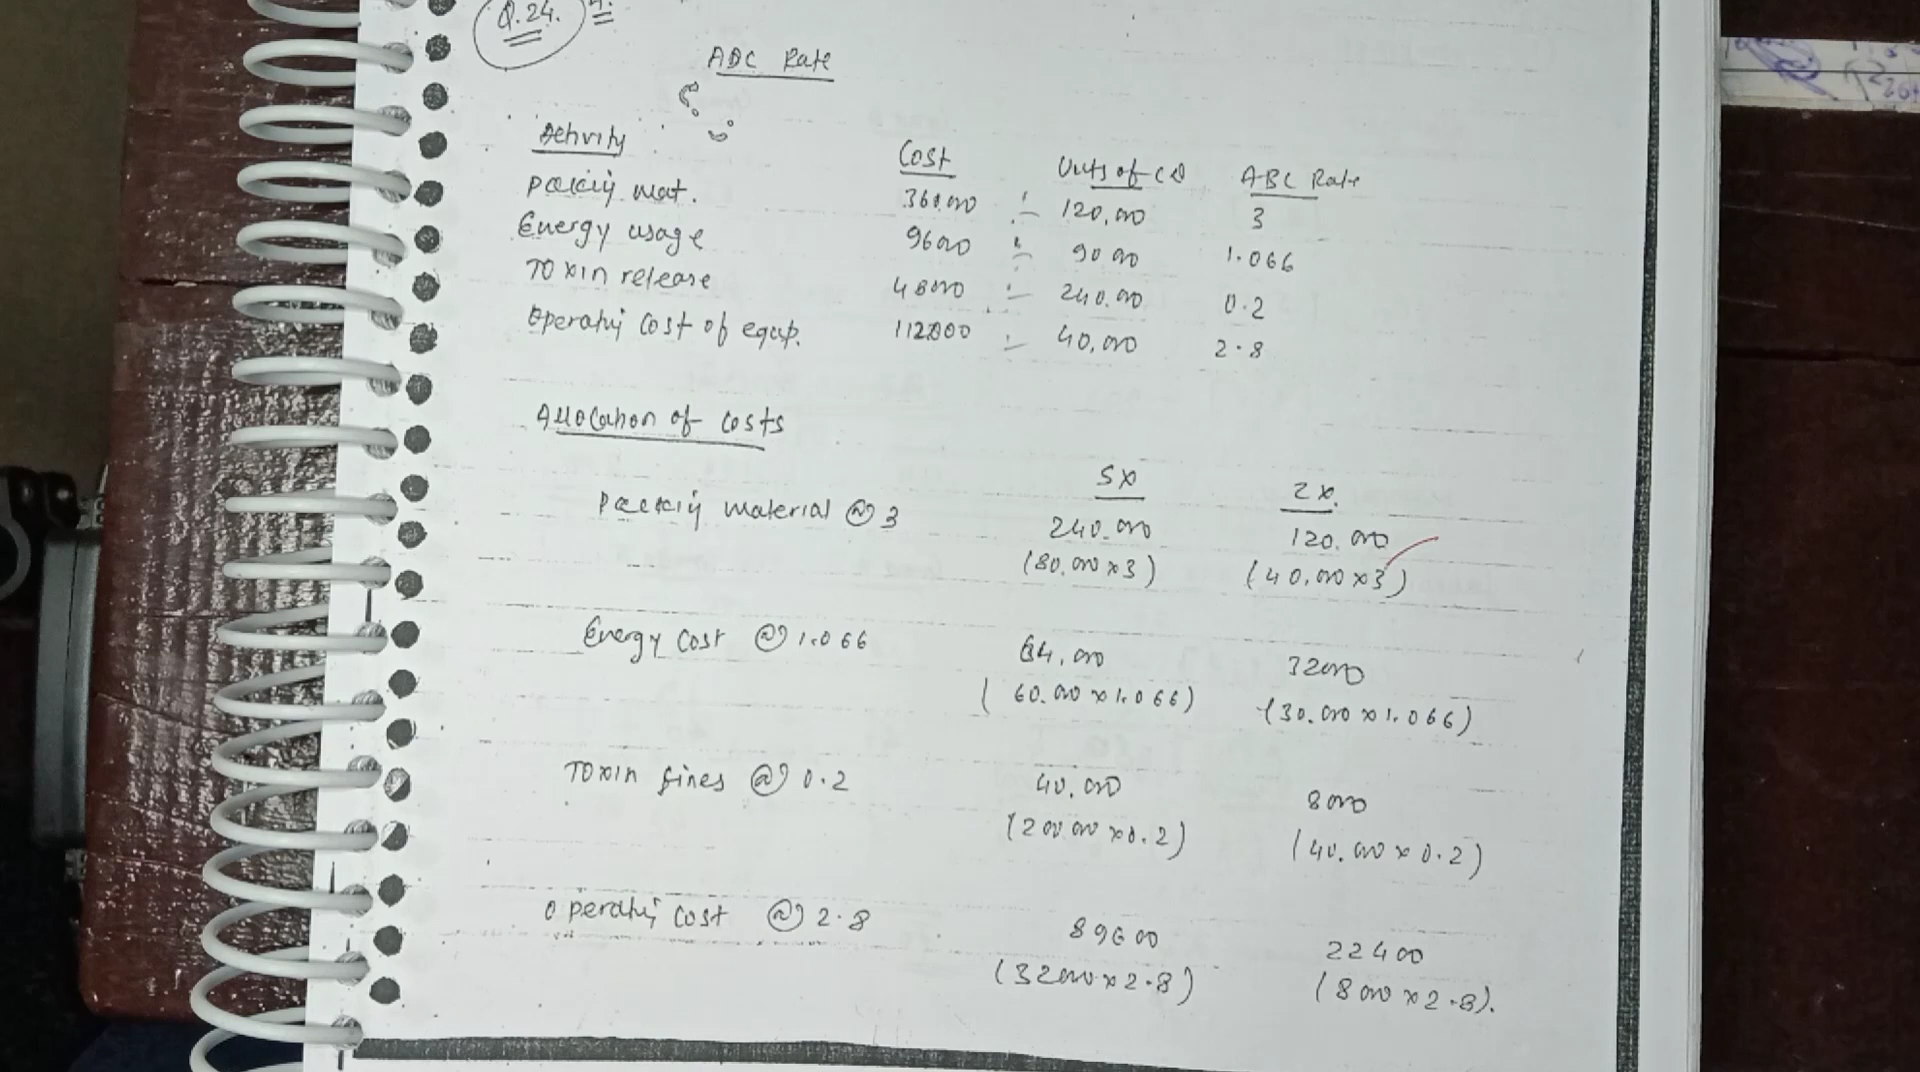 Q.24.
ABC Rate
Activity Cost Units of CD ABC Rate
Packing mat. 360,000 ÷ 120,000 3
Energy usage 96000 ÷ 90000 1.066
Toxin release 48000 ÷ 240.000 0.2
Operating cost of equip. 112000 ÷ 40,000 2.8
Allocation of costs
SX ZX.
Packing material @ 3 240.000 120.000
(80,000 x 3) (40,000 x 3)
Energy cost @ 1.066 64,000 32000
(60.000 x 1.066) (30.000 x 1.066)
Toxin fines @ 0.2 40,000 8000
(200000 x 0.2) (40.000 x 0.2)
Operating cost @ 2.8 89600 22400
(32000 x 2.8) (8000 x 2.8).